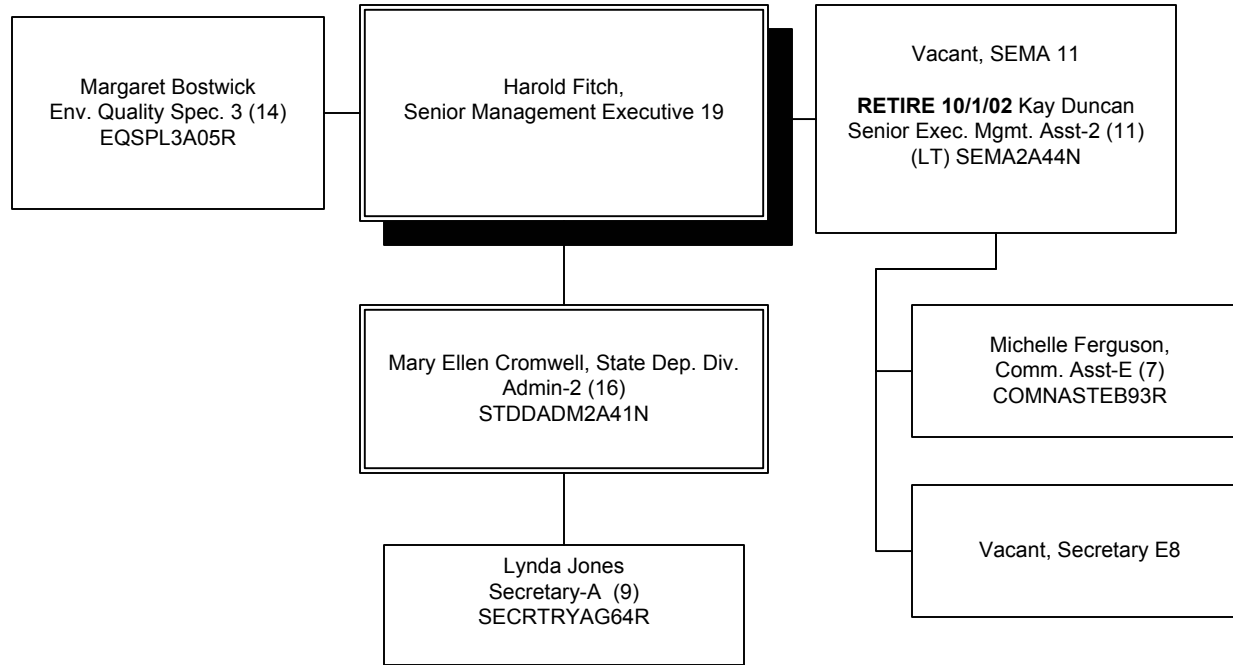 Margaret Bostwick
Env. Quality Spec. 3 (14)
EQSPL3A05R
Harold Fitch,
Senior Management Executive 19
Vacant, SEMA 11
RETIRE 10/1/02 Kay Duncan
Senior Exec. Mgmt. Asst-2 (11)
(LT) SEMA2A44N
Mary Ellen Cromwell, State Dep. Div.
Admin-2 (16)
STDDADM2A41N
Michelle Ferguson,
Comm. Asst-E (7)
COMNASTEB93R
Lynda Jones
Secretary-A (9)
SECRTRYAG64R
Vacant, Secretary E8